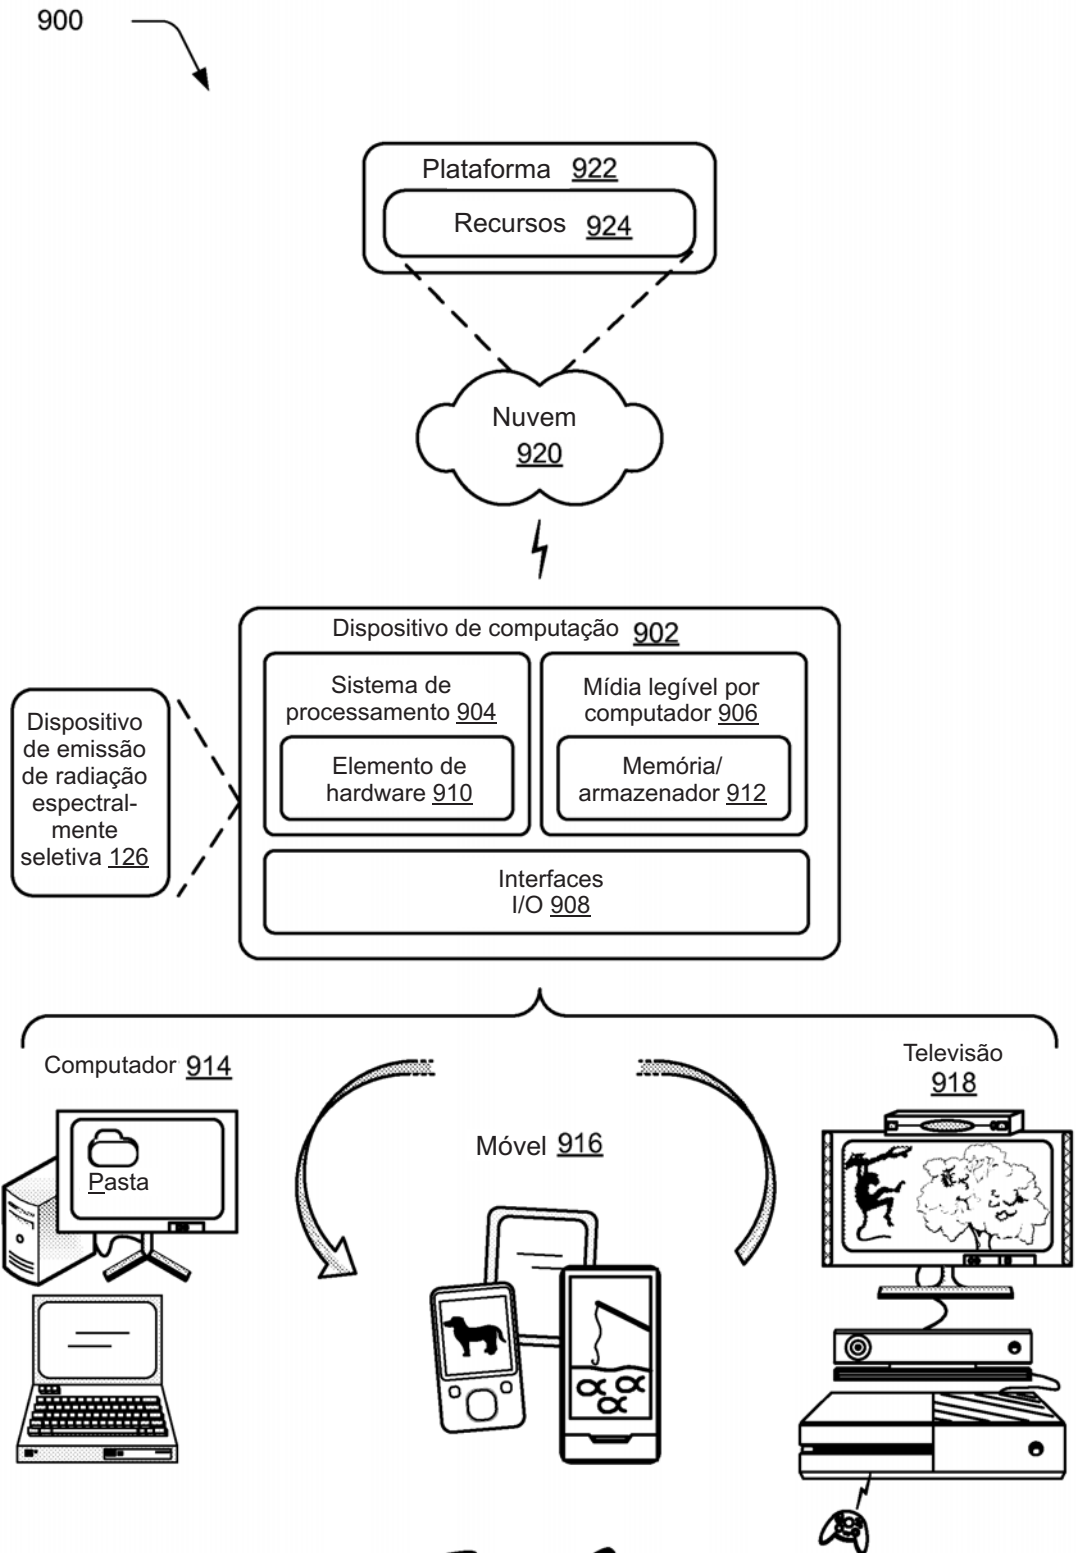 900
Plataforma 922
Recursos 924
Nuvem
920
Dispositivo de computação 902
Sistema de
processamento 904
Elemento de
hardware 910
Mídia legível por
computador 906
Memória/
armazenador 912
Interfaces
I/O 908
Dispositivo
de emissão
de radiação
espectral-
mente
seletiva 126
Computador 914
Pasta
Móvel 916
Televisão
918